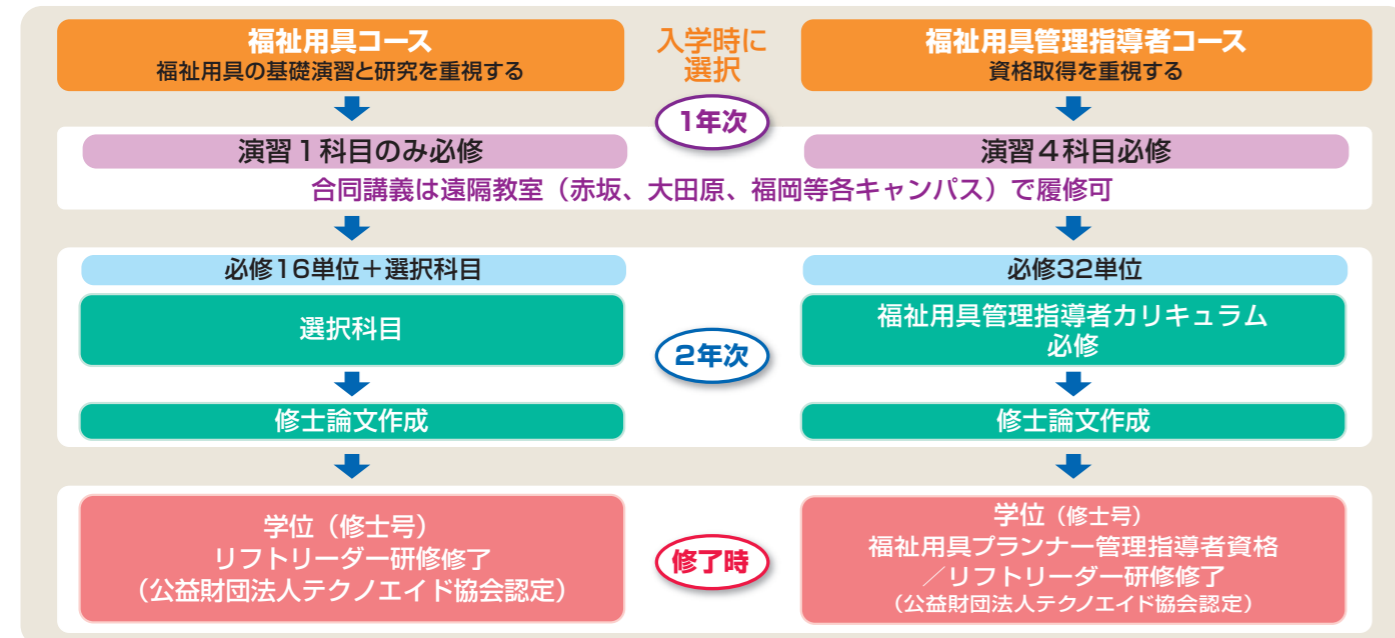 福祉用具コース
福祉用具の基礎演習と研究を重視する
入学時に
選択
福祉用具管理指導者コース
資格取得を重視する
1年次
演習1科目のみ必修
演習4科目必修
合同講義は遠隔教室（赤坂、大田原、福岡等各キャンパス）で履修可
必修16単位＋選択科目
必修32単位
選択科目
2年次
福祉用具管理指導者カリキュラム
必修
修士論文作成
修士論文作成
学位（修士号）
リフトリーダー研修修了
（公益財団法人テクノエイド協会認定）
修了時
学位（修士号）
福祉用具プランナー管理指導者資格
／リフトリーダー研修修了
（公益財団法人テクノエイド協会認定）